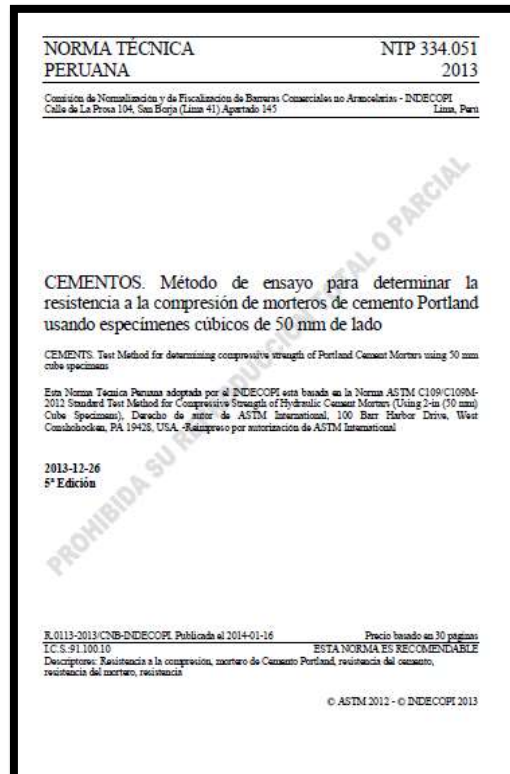 NORMA TÉCNICA NTP 334.051
PERUANA 2013
Comisión de Normalización y de Fiscalización de Barreras Comerciales no Arancelarias - INDECOPI
Calle de La Prosa 104, San Borja (Lima 41) Apartado 145 Lima, Perú
PROHIBIDA SU REPRODUCCION TOTAL O PARCIAL
CEMENTOS. Método de ensayo para determinar la
resistencia a la compresión de morteros de cemento Portland
usando especímenes cúbicos de 50 mm de lado
CEMENTS. Test Method for determining compressive strength of Portland Cement Mortars using 50 mm
cube specimens
Esta Norma Técnica Peruana adoptada por el INDECOPI está basada en la Norma ASTM C109/C109M-
2012 Standard Test Method for Compressive Strength of Hydraulic Cement Mortars (Using 2-in (50 mm)
Cube Specimens), Derecho de autor de ASTM International, 100 Barr Harbor Drive, West
Conshohocken, PA 19428, USA. -Reimpreso por autorización de ASTM International
2013-12-26
5ª Edición
R.0113-2013/CNB-INDECOPI. Publicada el 2014-01-16 Precio basado en 30 páginas
I.C.S.:91.100.10 ESTA NORMA ES RECOMENDABLE
Descriptores: Resistencia a la compresión, mortero de Cemento Portland, resistencia del cemento,
resistencia del mortero, resistencia
© ASTM 2012 - © INDECOPI 2013